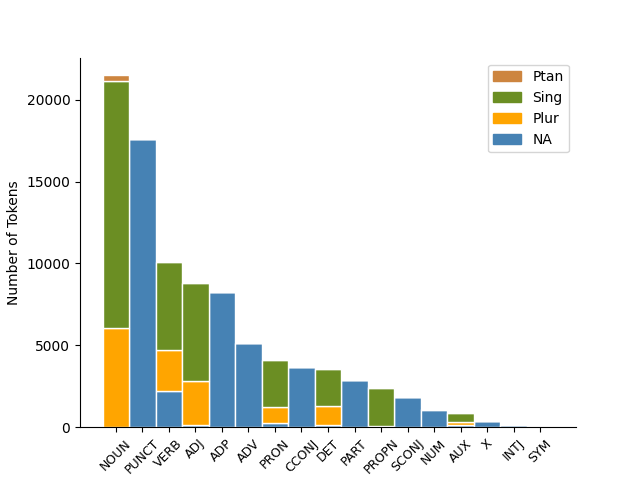 Ptan
Sing
Plur
NA
Number of Tokens
20000
15000
10000
5000
0
NOUN
PUNCT
VERB
ADJ
ADP
ADV
PRON
CCONJ
DET
PART
PROPN
SCONJ
NUM
AUX
X
INTJ
SYM